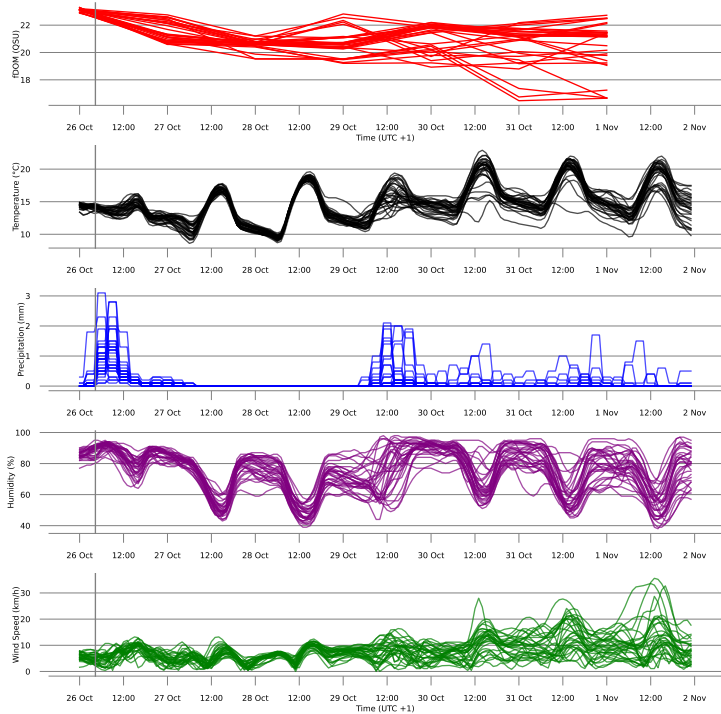 fDOM (QSU)
22
20
18
26 Oct 12:00 27 Oct 12:00 28 Oct 12:00 29 Oct 12:00 30 Oct 12:00 31 Oct 12:00 1 Nov 12:00 2 Nov
Time (UTC +1)
Temperature (°C)
20
15
10
26 Oct 12:00 27 Oct 12:00 28 Oct 12:00 29 Oct 12:00 30 Oct 12:00 31 Oct 12:00 1 Nov 12:00 2 Nov
Precipitation (mm)
3
2
1
0
26 Oct 12:00 27 Oct 12:00 28 Oct 12:00 29 Oct 12:00 30 Oct 12:00 31 Oct 12:00 1 Nov 12:00 2 Nov
Humidity (%)
100
80
60
40
26 Oct 12:00 27 Oct 12:00 28 Oct 12:00 29 Oct 12:00 30 Oct 12:00 31 Oct 12:00 1 Nov 12:00 2 Nov
Wind Speed (km/h)
30
20
10
0
26 Oct 12:00 27 Oct 12:00 28 Oct 12:00 29 Oct 12:00 30 Oct 12:00 31 Oct 12:00 1 Nov 12:00 2 Nov
Time (UTC +1)